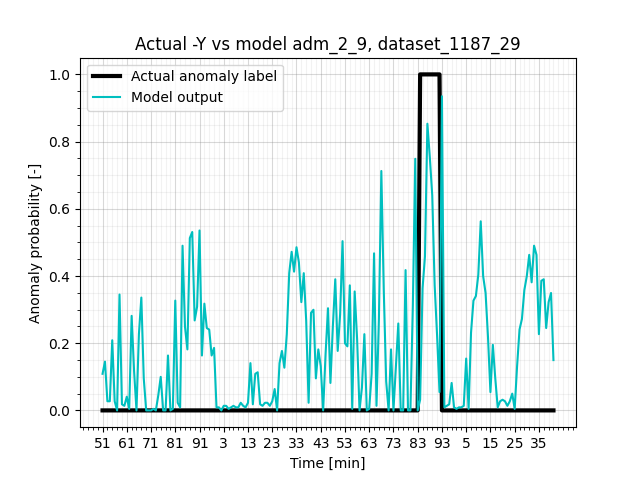 Actual -Y vs model adm_2_9, dataset_1187_29
Actual anomaly label
Model output
Anomaly probability [-]
1.0
0.8
0.6
0.4
0.2
0.0
51 61 71 81 91 3 13 23 33 43 53 63 73 83 93 5 15 25 35
Time [min]